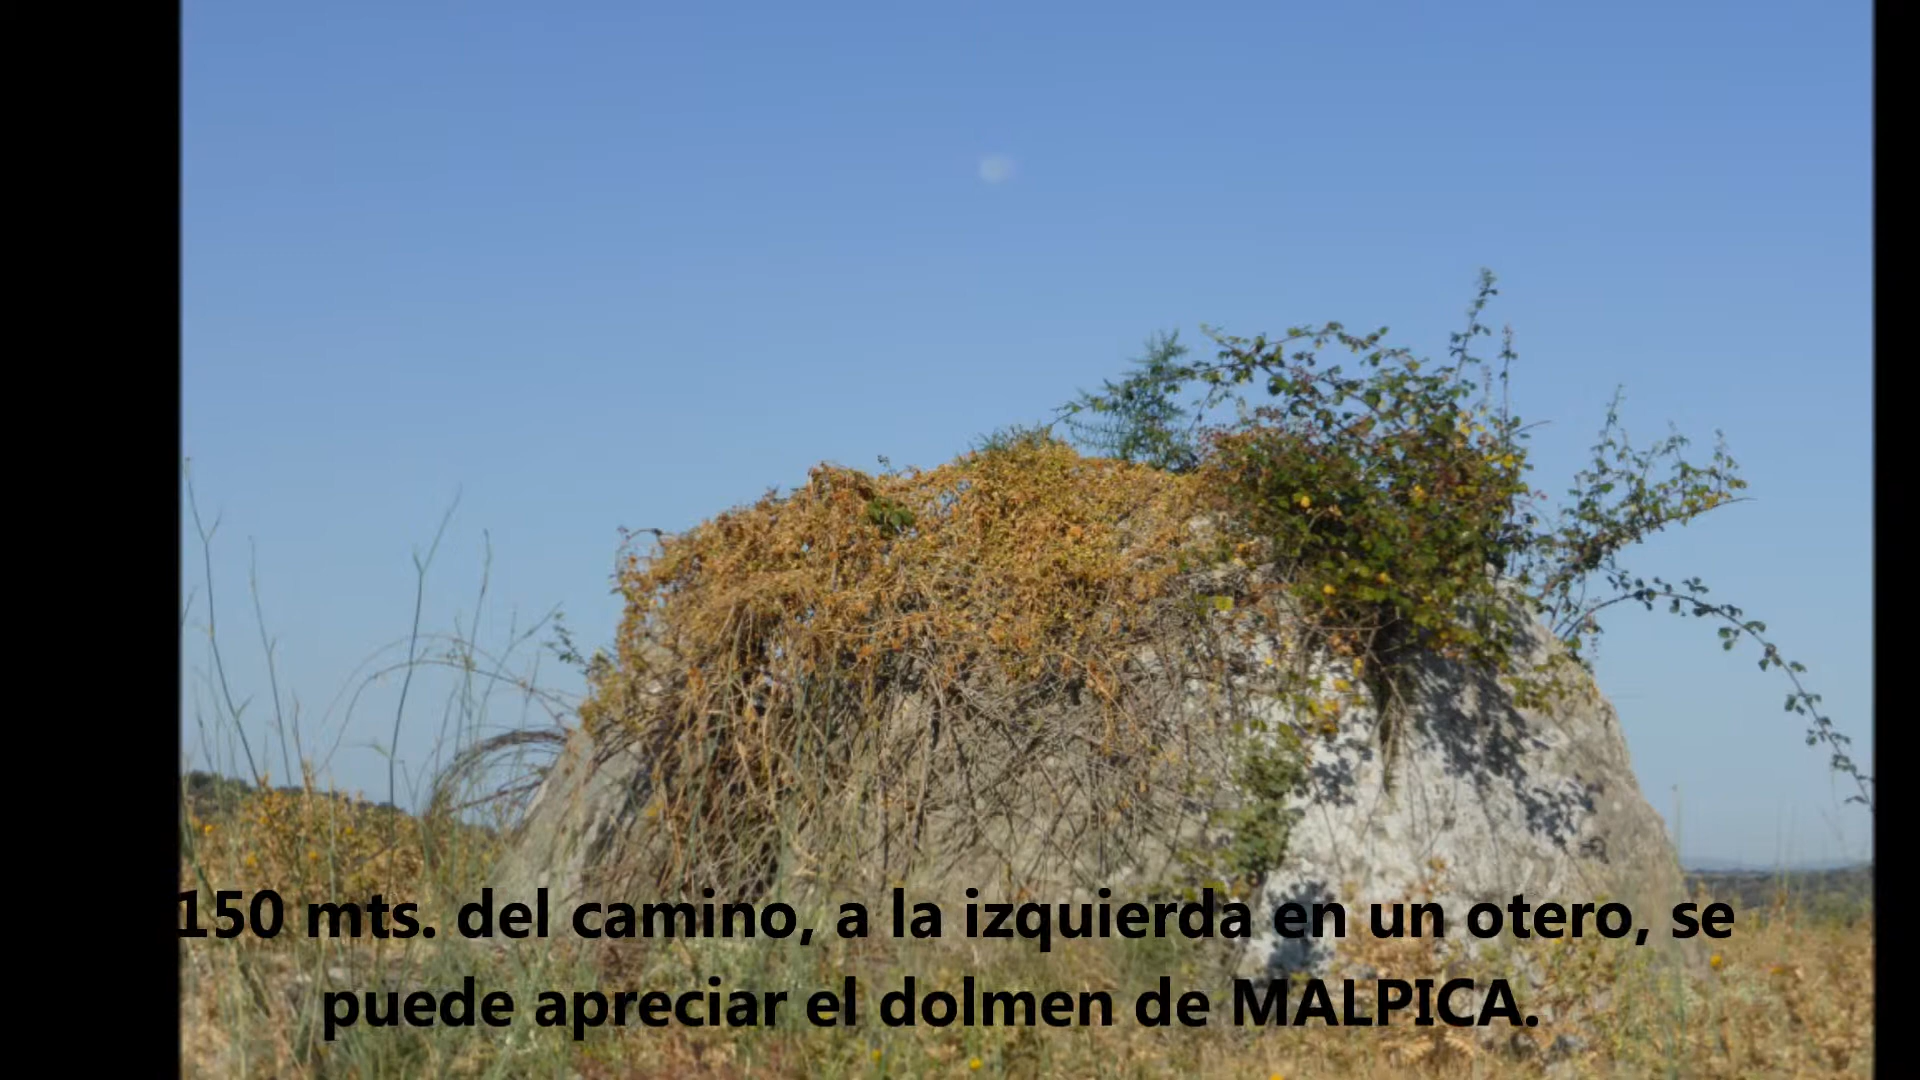 150 mts. del camino, a la izquierda en un otero, se
puede apreciar el dolmen de MALPICA.